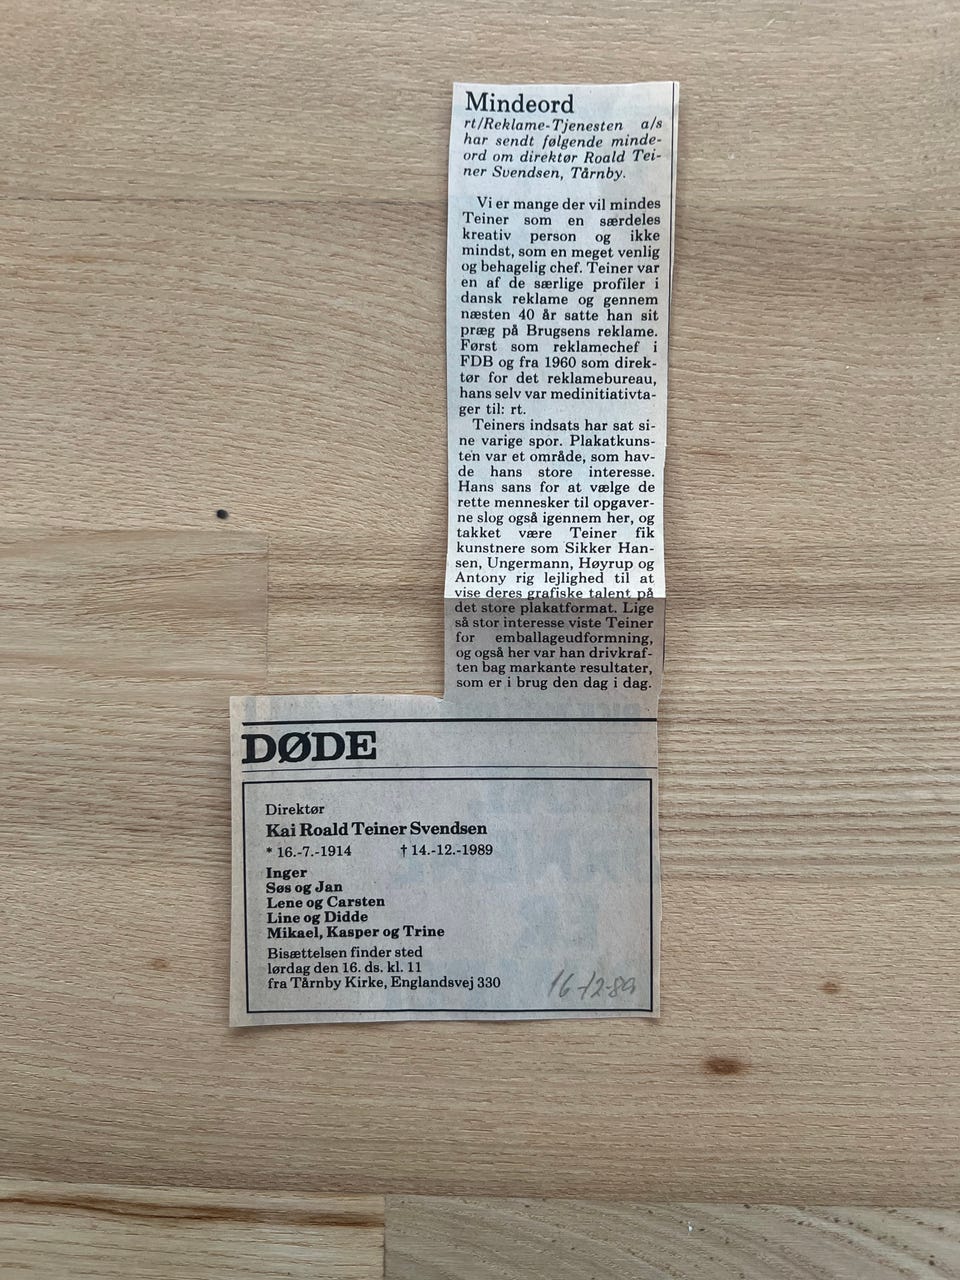 Mindeord
rt/Reklame-Tjenesten a/s
har sendt følgende minde-
ord om direktør Roald Tei-
ner Svendsen, Tårnby.
Vi er mange der vil mindes
Teiner som en særdeles
kreativ person og ikke
mindst, som en meget venlig
og behagelig chef. Teiner var
en af de særlige profiler i
dansk reklame og gennem
næsten 40 år satte han sit
præg på Brugsens reklame.
Først som reklamechef i
FDB og fra 1960 som direk-
tør for det reklamebureau,
hans selv var medinitiativta-
ger til: rt.
Teiners indsats har sat si-
ne varige spor. Plakatkuns-
ten var et område, som hav-
de hans store interesse.
Hans sans for at vælge de
rette mennesker til opgaver-
ne slog også igennem her, og
takket være Teiner fik
kunstnere som Sikker Han-
sen, Ungermann, Høyrup og
Antony rig lejlighed til at
vise deres grafiske talent på
det store plakatformat. Lige
så stor interesse viste Teiner
for emballageudformning,
og også her var han drivkraf-
ten bag markante resultater,
som er i brug den dag i dag.
DØDE
Direktør
Kai Roald Teiner Svendsen
* 16.-7.-1914 † 14.-12.-1989
Inger
Søs og Jan
Lene og Carsten
Line og Didde
Mikael, Kasper og Trine
Bisættelsen finder sted
lørdag den 16. ds. kl. 11
fra Tårnby Kirke, Englandsvej 330
16-12-89